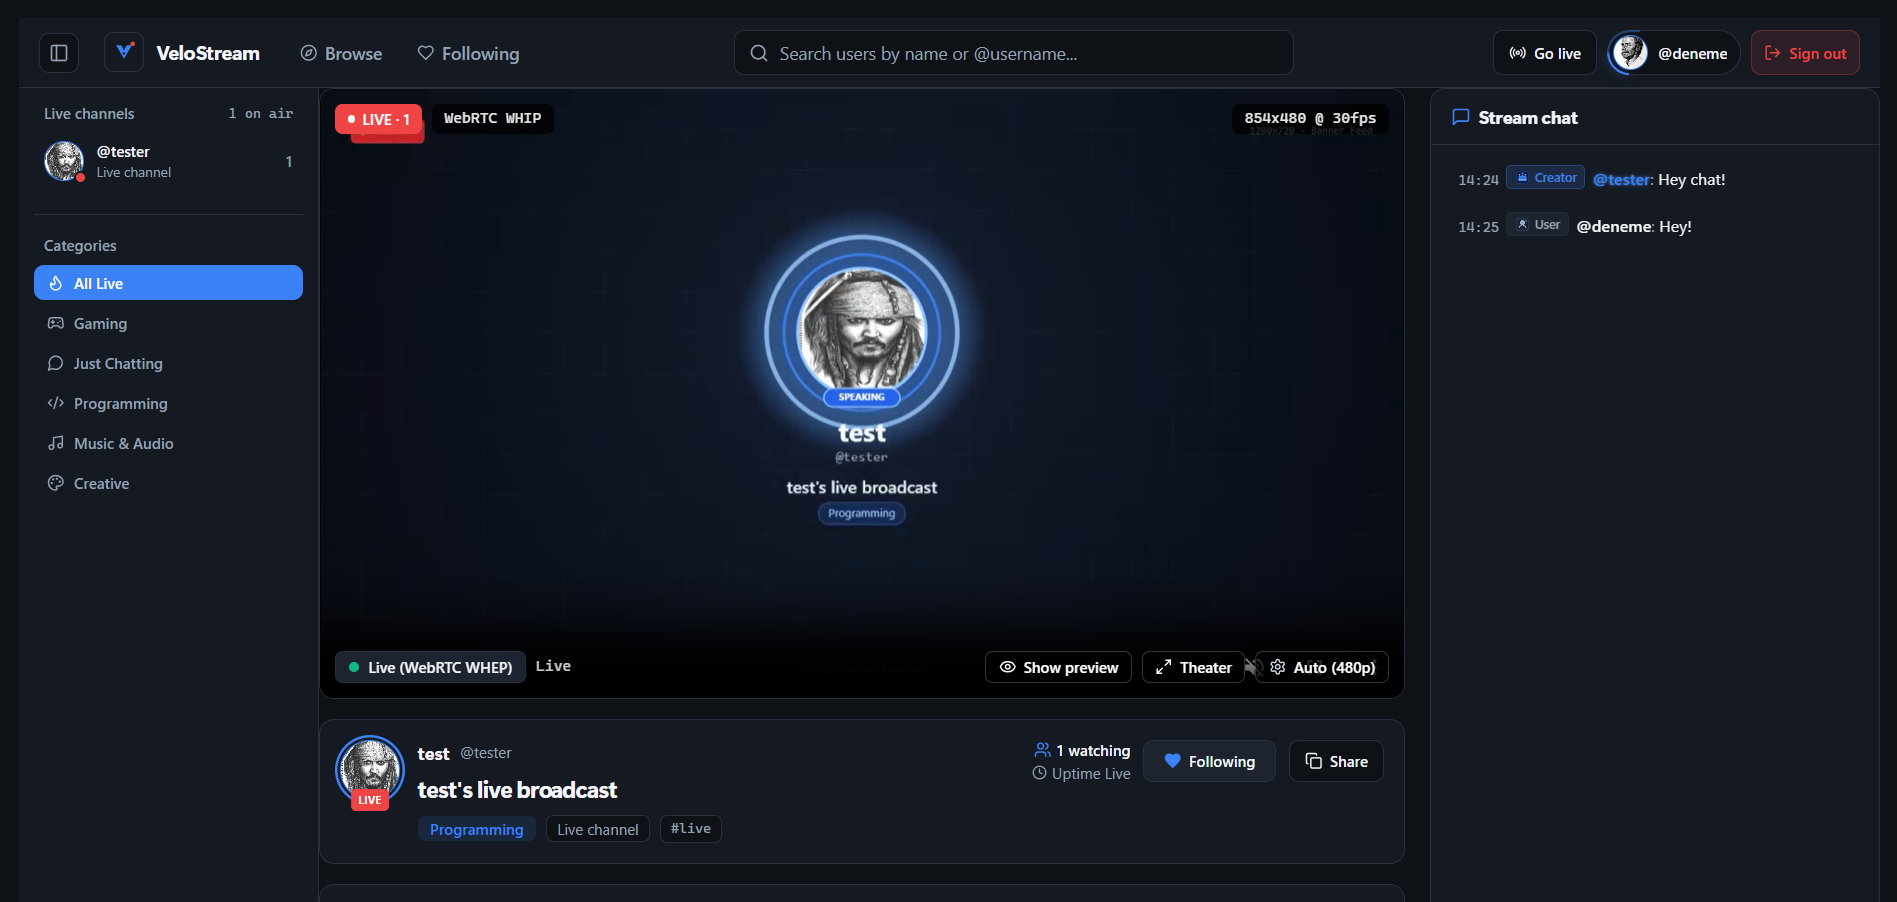 VeloStream
Browse
Following
Search users by name or @username...
Go live
@deneme
Sign out
Live channels
1 on air
@tester
Live channel
1
Categories
All Live
Gaming
Just Chatting
Programming
Music & Audio
Creative
LIVE · 1
WebRTC WHIP
854x480 @ 30fps
1280x720 · Banner Feed
SPEAKING
test
@tester
test's live broadcast
Programming
Live (WebRTC WHEP)
Live
Show preview
Theater
Auto (480p)
test @tester
LIVE
test's live broadcast
Programming
Live channel
#live
1 watching
Uptime Live
Following
Share
Stream chat
14:24 Creator @tester: Hey chat!
14:25 User @deneme: Hey!